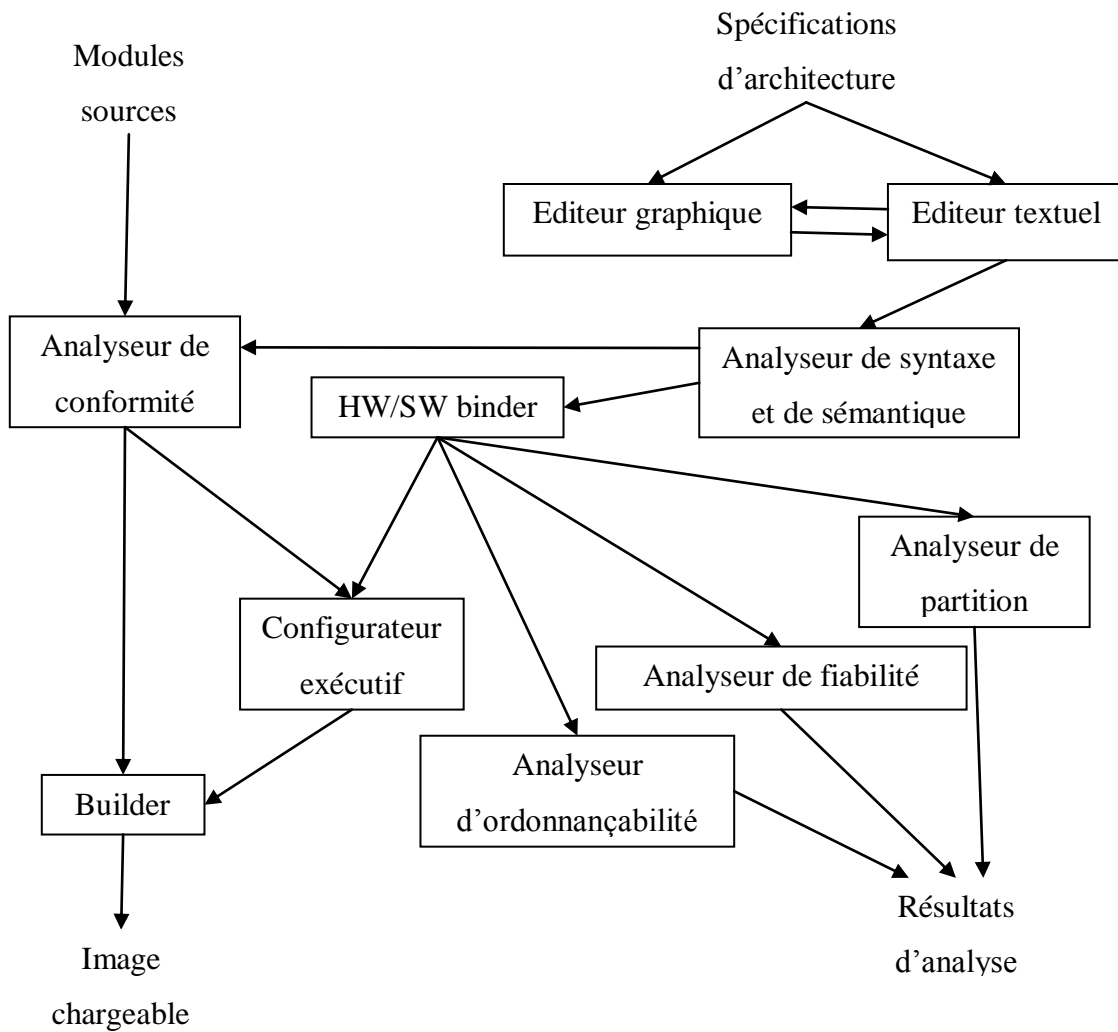 Spécifications
d’architecture
Modules
sources
Editeur graphique
Editeur textuel
Analyseur de
conformité
Analyseur de syntaxe
et de sémantique
HW/SW binder
Analyseur de
partition
Configurateur
exécutif
Analyseur de fiabilité
Analyseur
d’ordonnançabilité
Builder
Résultats
d’analyse
Image
chargeable